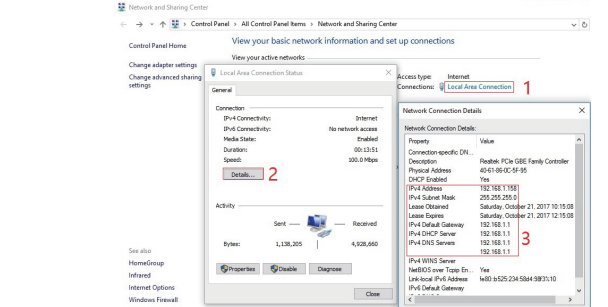 Network and Sharing Center
Control Panel > All Control Panel Items > Network and Sharing Center
Control Panel Home
Change adapter settings
Change advanced sharing settings
View your basic network information and set up connections
View your active networks
Access type: Internet
Connections: Local Area Connection
1
Local Area Connection Status
General
Connection
IPv4 Connectivity: Internet
IPv6 Connectivity: No network access
Media State: Enabled
Duration: 00:13:51
Speed: 100.0 Mbps
Details...
2
Activity
Sent — Received
Bytes: 1,138,205 4,928,660
Properties
Disable
Diagnose
Close
Network Connection Details
Network Connection Details:
Property Value
Connection-specific DN...
Description Realtek PCIe GBE Family Controller
Physical Address 40-61-86-0C-5F-95
DHCP Enabled Yes
IPv4 Address 192.168.1.158
IPv4 Subnet Mask 255.255.255.0
Lease Obtained Saturday, October 21, 2017 10:15:08
Lease Expires Saturday, October 21, 2017 12:15:08
IPv4 Default Gateway 192.168.1.1
IPv4 DHCP Server 192.168.1.1
IPv4 DNS Servers 192.168.1.1
192.168.1.1
3
IPv4 WINS Server
NetBIOS over Tcpip En... Yes
Link-local IPv6 Address fe80::b525:234:58d4:98f3%10
IPv6 Default Gateway
See also
HomeGroup
Infrared
Internet Options
Windows Firewall